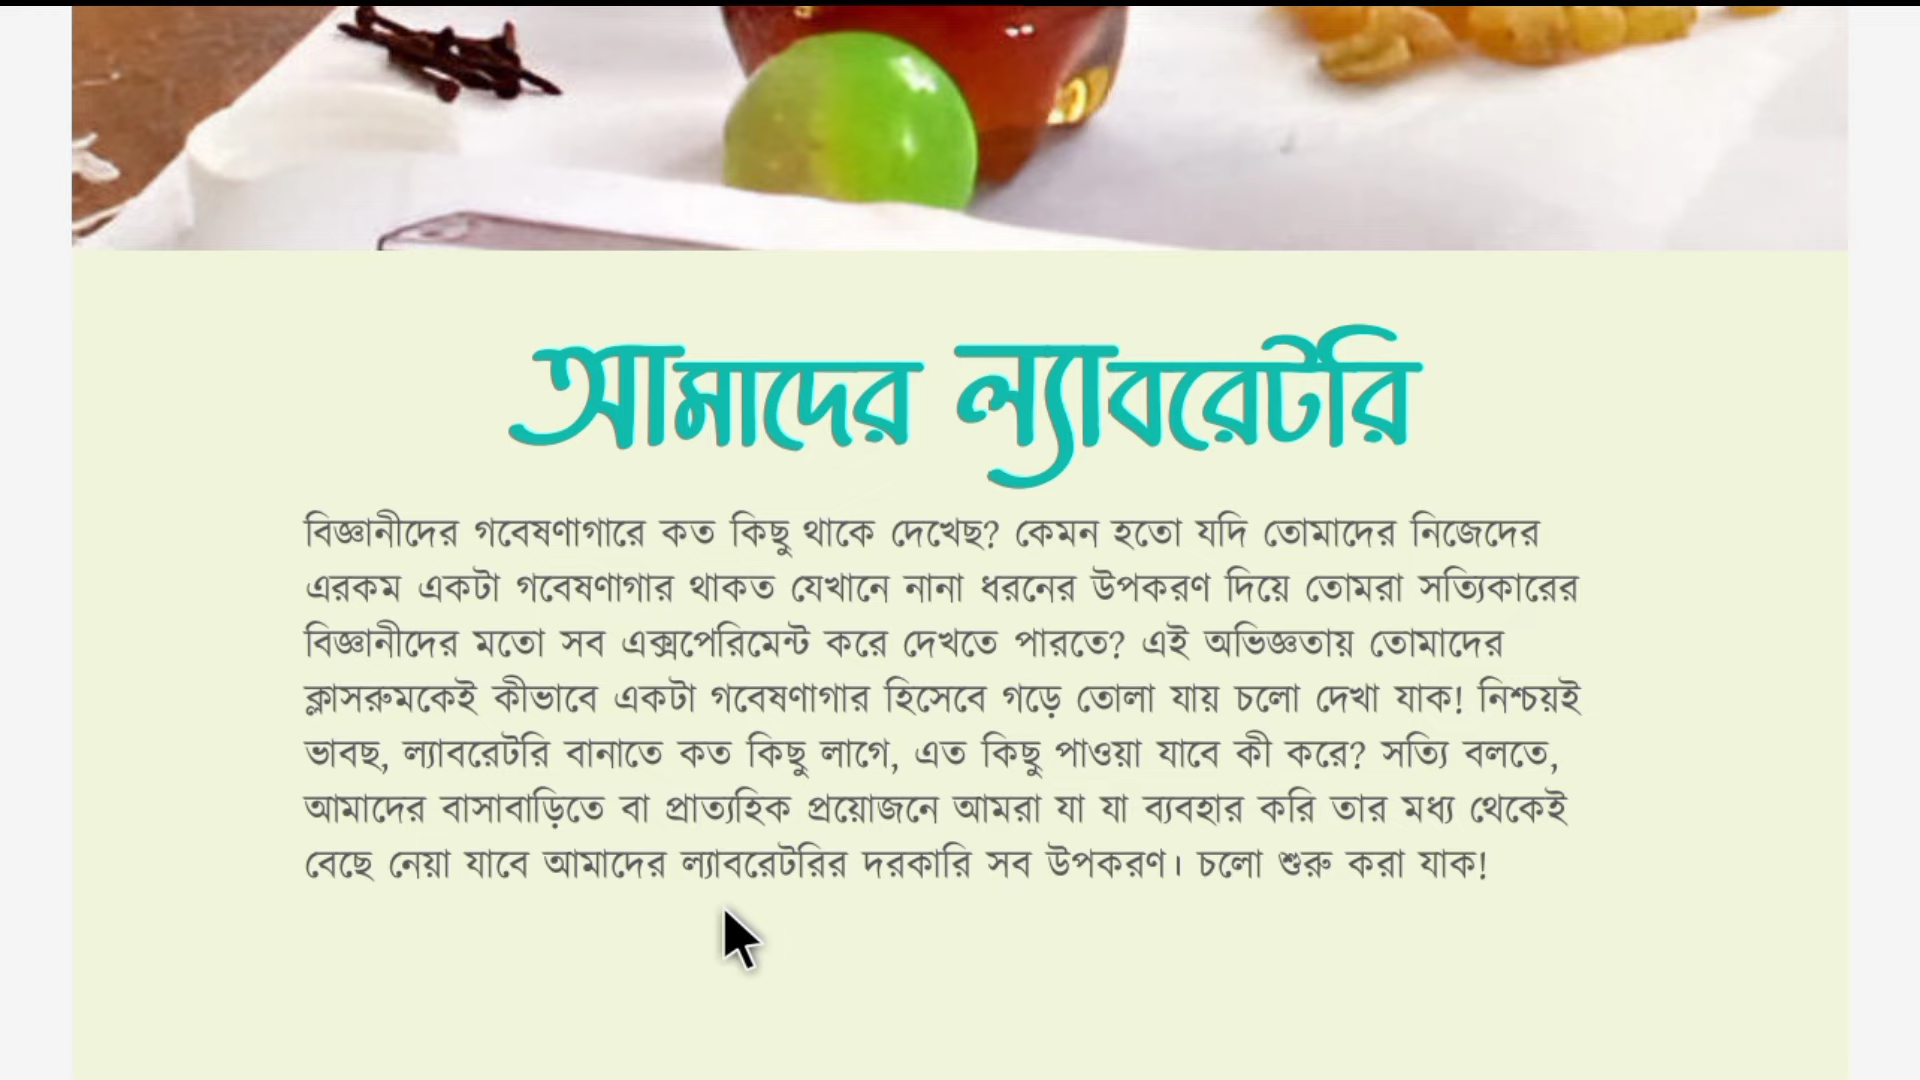 আমাদের ল্যাবরেটরি
বিজ্ঞানীদের গবেষণাগারে কত কিছু থাকে দেখেছ? কেমন হতো যদি তোমাদের নিজেদের
এরকম একটা গবেষণাগার থাকত যেখানে নানা ধরনের উপকরণ দিয়ে তোমরা সত্যিকারের
বিজ্ঞানীদের মতো সব এক্সপেরিমেন্ট করে দেখতে পারতে? এই অভিজ্ঞতায় তোমাদের
ক্লাসরুমকেই কীভাবে একটা গবেষণাগার হিসেবে গড়ে তোলা যায় চলো দেখা যাক! নিশ্চয়ই
ভাবছ, ল্যাবরেটরি বানাতে কত কিছু লাগে, এত কিছু পাওয়া যাবে কী করে? সত্যি বলতে,
আমাদের বাসাবাড়িতে বা প্রাত্যহিক প্রয়োজনে আমরা যা যা ব্যবহার করি তার মধ্য থেকেই
বেছে নেয়া যাবে আমাদের ল্যাবরেটরির দরকারি সব উপকরণ। চলো শুরু করা যাক!